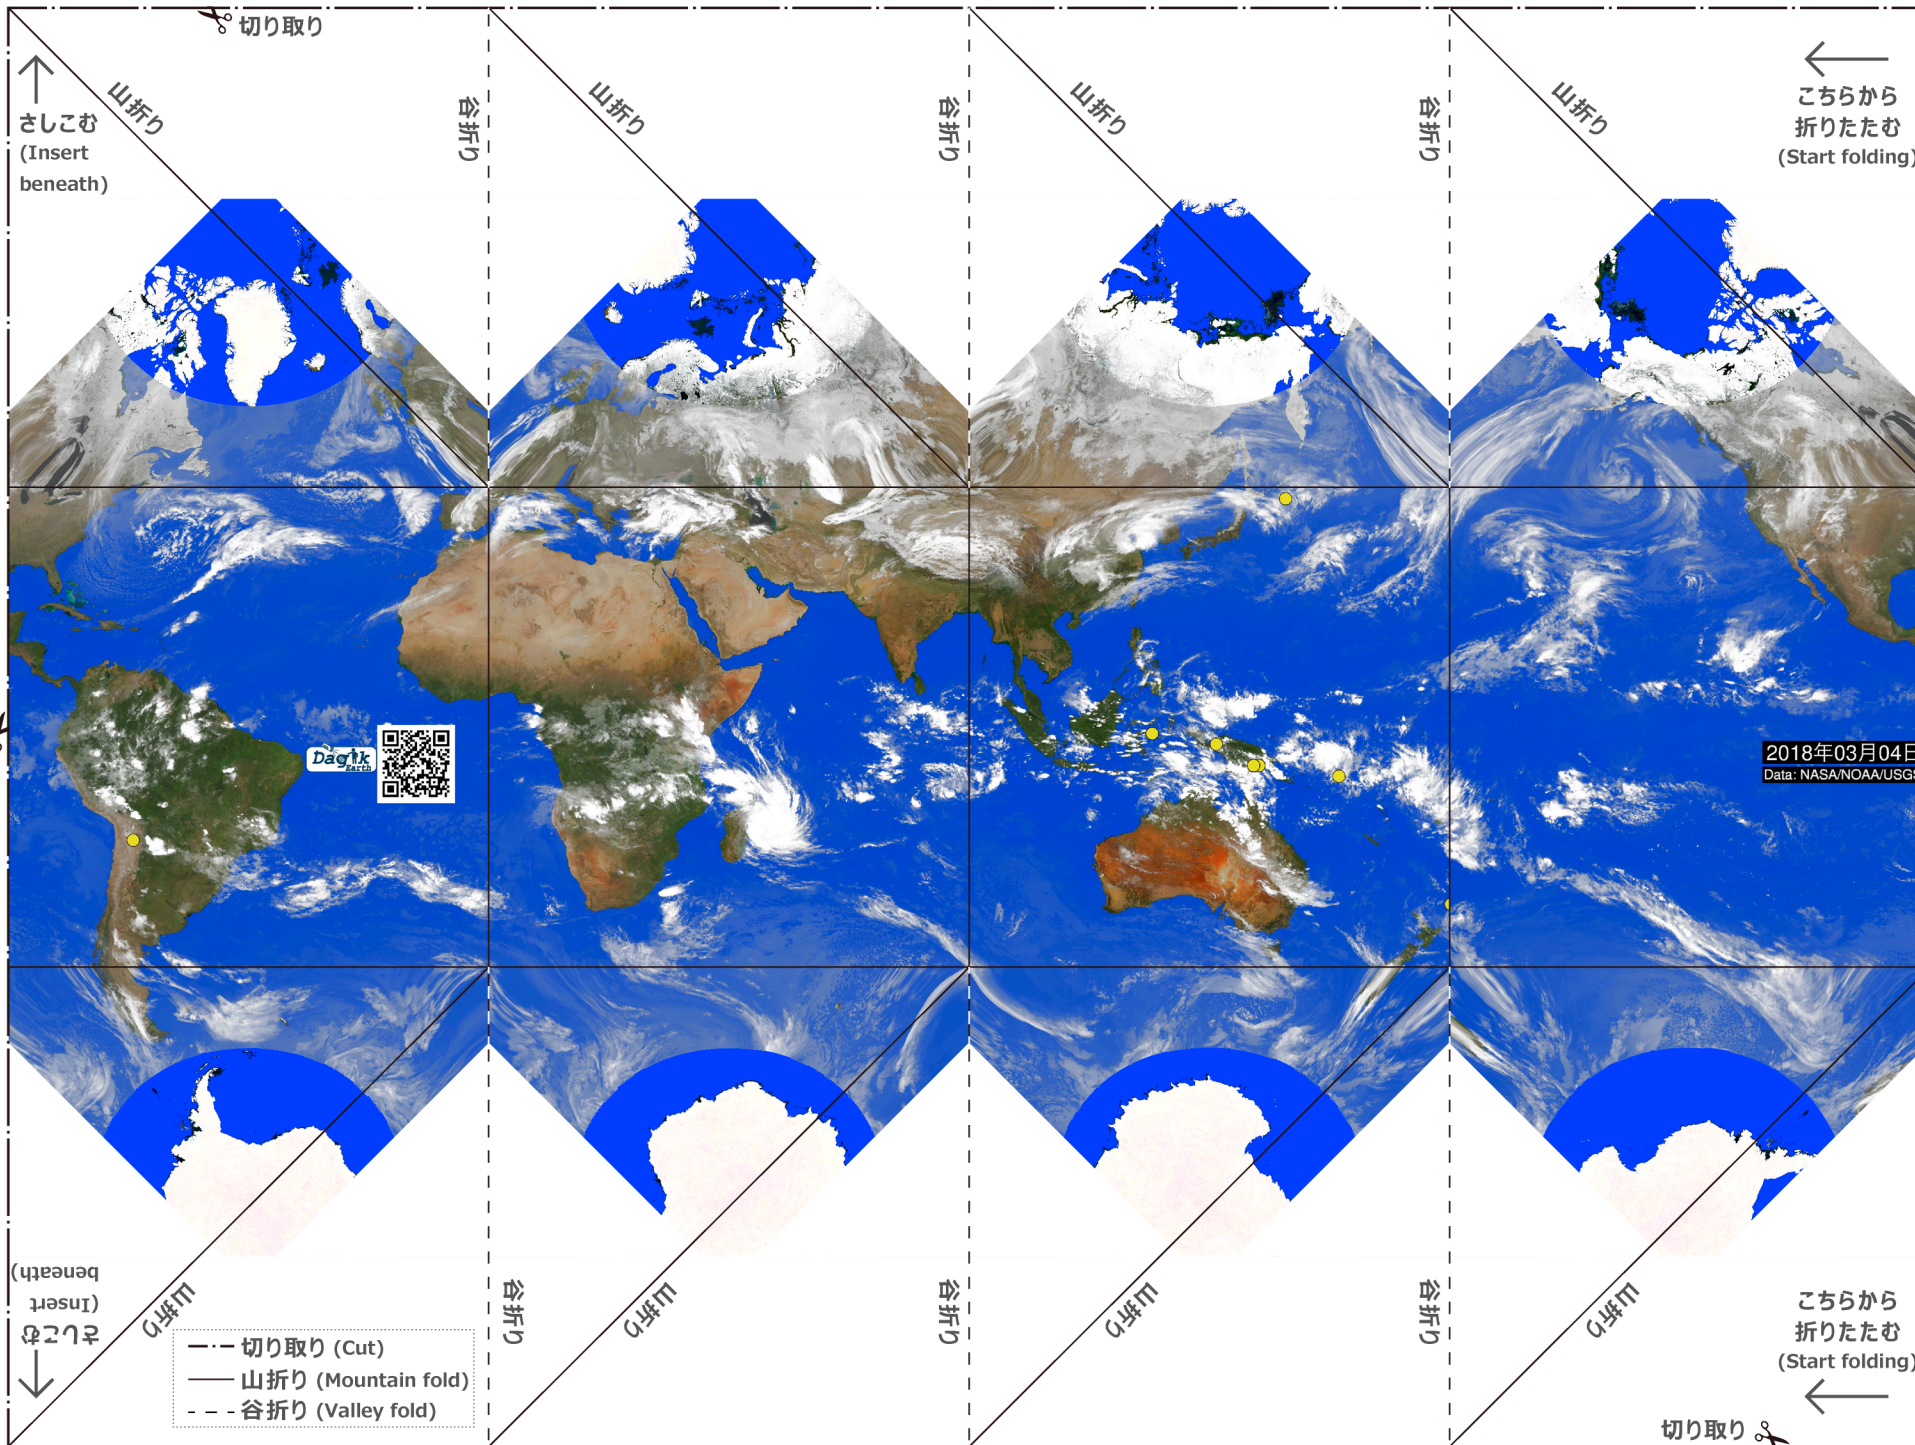 切り取り
さしこむ
(Insert
beneath)
山折り
谷折り
山折り
谷折り
山折り
谷折り
山折り
こちらから
折りたたむ
(Start folding)
Dagik
Earth
2018年03月04日
Data: NASA/NOAA/USGS
さしこむ
(Insert
beneath)
山折り
谷折り
山折り
谷折り
山折り
谷折り
山折り
こちらから
折りたたむ
(Start folding)
切り取り (Cut)
山折り (Mountain fold)
谷折り (Valley fold)
切り取り